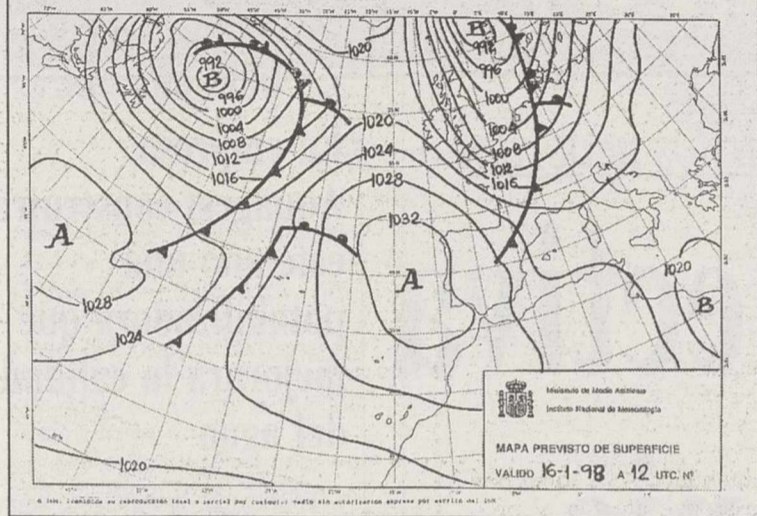 1020
992
B
996
1000
1004
1008
1012
1016
B
992
996
1000
1004
1008
1012
1016
1020
1024
1028
1032
A
A
1028
1024
1020
B
1020
Ministerio de Medio Ambiente
Instituto Nacional de Meteorología
MAPA PREVISTO DE SUPERFICIE
VALIDO 16-1-98 A 12 UTC. Nº